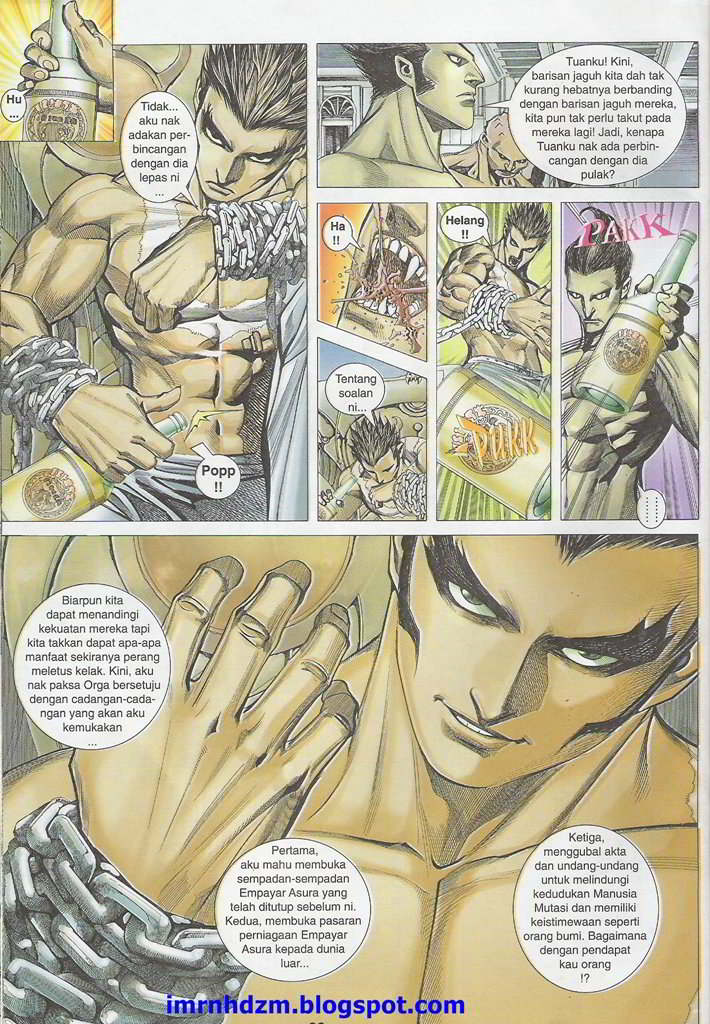 Hu
...
Tidak...
aku nak
adakan per-
bincangan
dengan dia
lepas ni
...
Popp
!!
Tuanku! Kini,
barisan jaguh kita dah tak
kurang hebatnya berbanding
dengan barisan jaguh mereka,
kita pun tak perlu takut pada
mereka lagi! Jadi, kenapa
Tuanku nak ada perbin-
cangan dengan dia
pulak?
Ha
!!
Tentang
soalan
ni...
Helang
!!
PUKK
PAKK
Biarpun kita
dapat menandingi
kekuatan mereka tapi
kita takkan dapat apa-apa
manfaat sekiranya perang
meletus kelak. Kini, aku
nak paksa Orga bersetuju
dengan cadangan-cada-
ngan yang akan aku
kemukakan
...
Pertama,
aku mahu membuka
sempadan-sempadan
Empayar Asura yang
telah ditutup sebelum ni.
Kedua, membuka pasaran
perniagaan Empayar
Asura kepada dunia
luar...
Ketiga,
menggubal akta
dan undang-undang
untuk melindungi
kedudukan Manusia
Mutasi dan memiliki
keistimewaan seperti
orang bumi. Bagaimana
dengan pendapat
kau orang
!?
imrnhdzm.blogspot.com